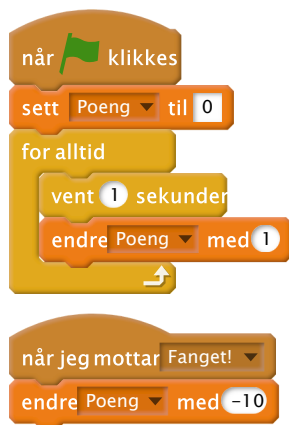 når klikkes
sett Poeng til 0
for alltid
vent 1 sekunder
endre Poeng med 1
når jeg mottar Fanget!
endre Poeng med -10